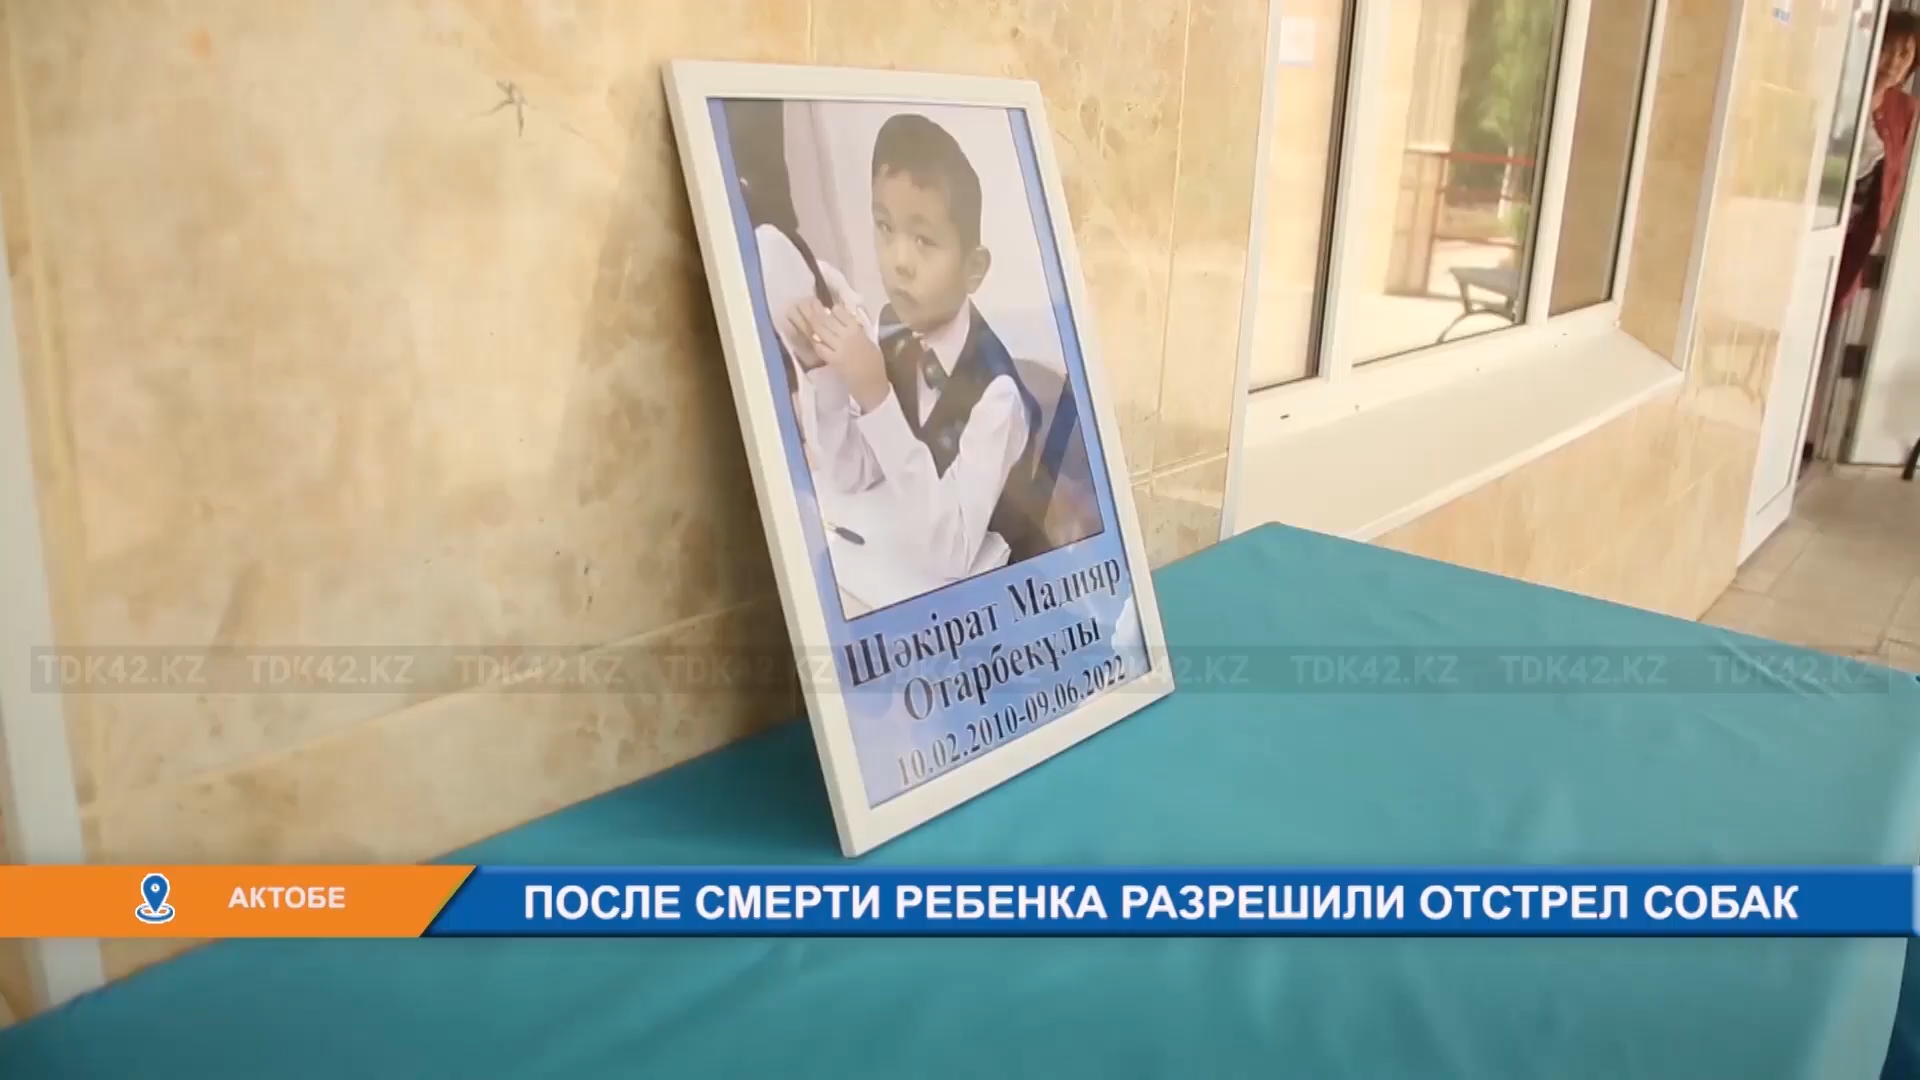 Шәкірат Мадияр
Отарбекұлы
10.02.2010-09.06.2022
TDK42.KZ TDK42.KZ TDK42.KZ TDK42.KZ TDK42.KZ TDK42.KZ TDK42.KZ TDK42.KZ TDK42.KZ
АКТОБЕ
ПОСЛЕ СМЕРТИ РЕБЕНКА РАЗРЕШИЛИ ОТСТРЕЛ СОБАК